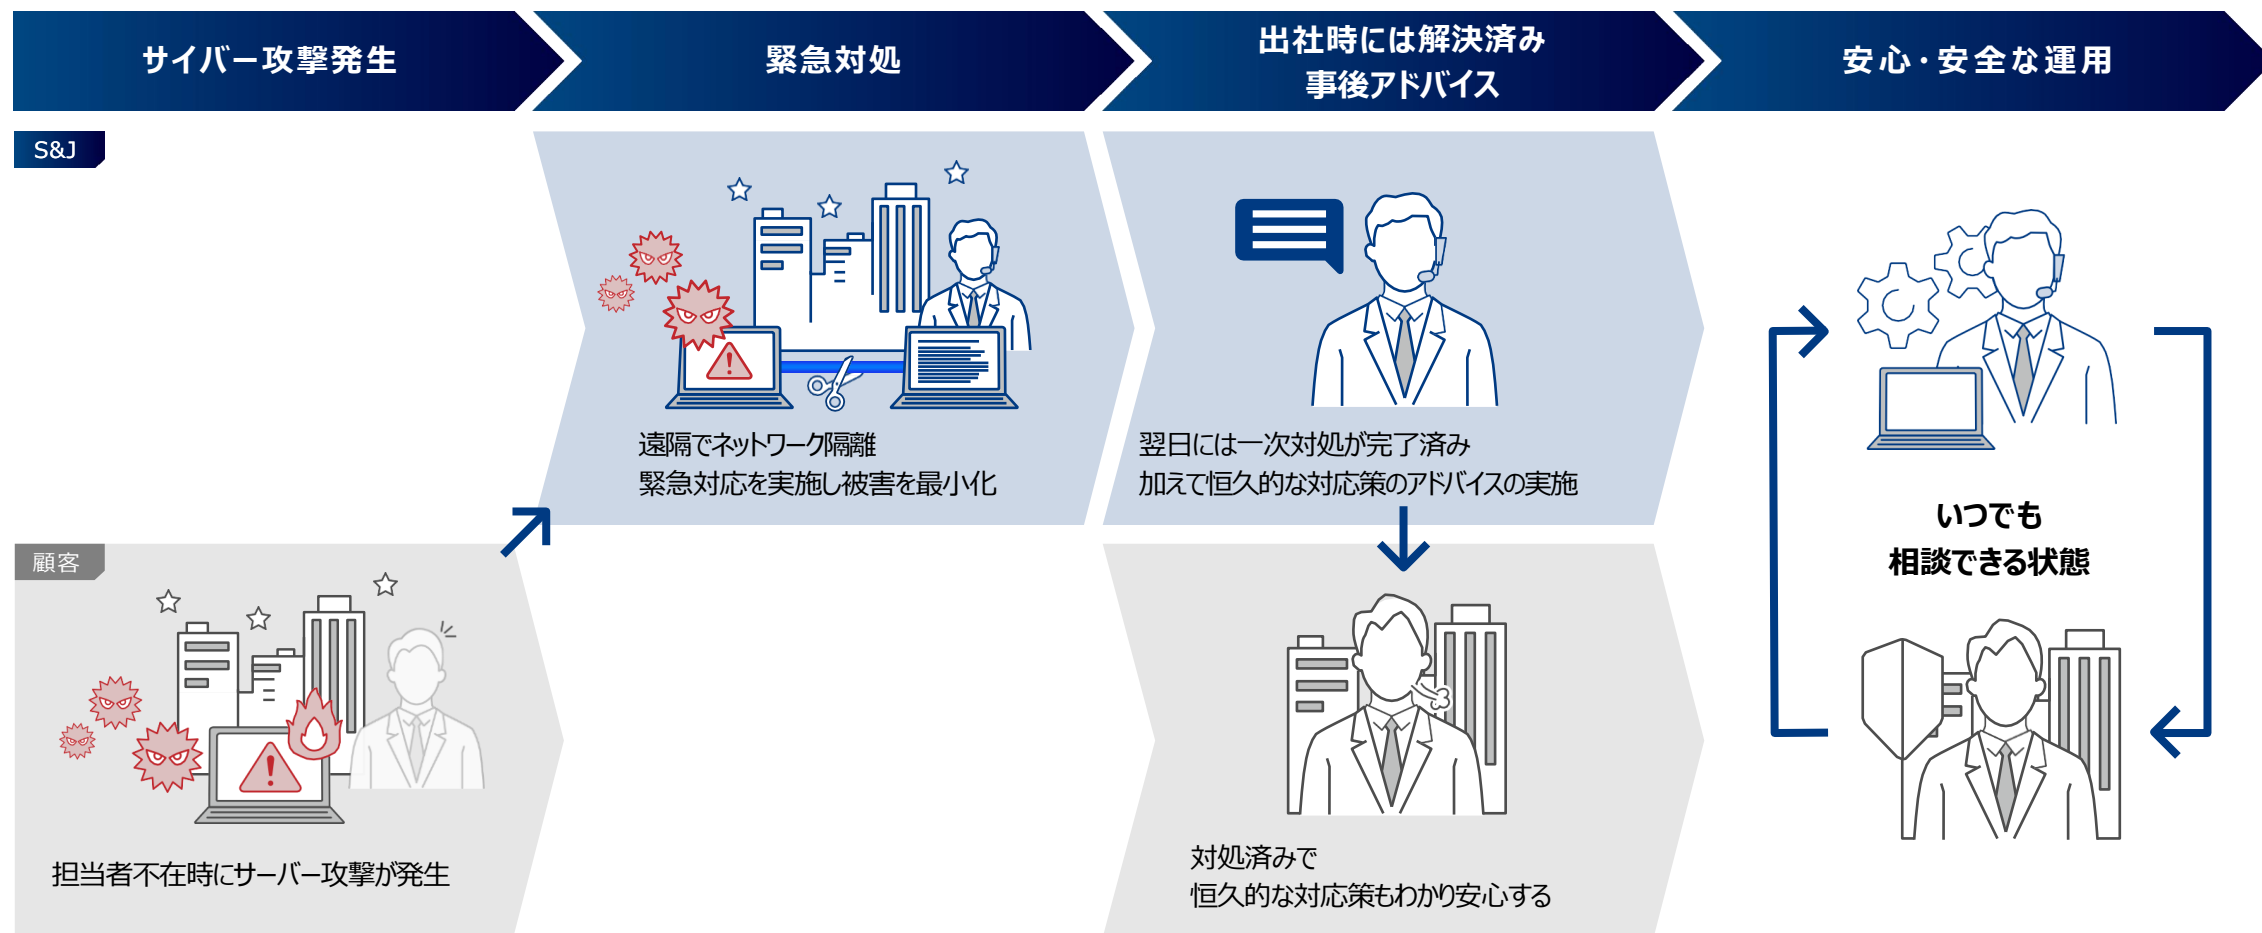 サイバー攻撃発生
緊急対処
出社時には解決済み
事後アドバイス
安心・安全な運用
S&J
遠隔でネットワーク隔離
緊急対応を実施し被害を最小化
翌日には一次対処が完了済み
加えて恒久的な対応策のアドバイスの実施
いつでも
相談できる状態
顧客
担当者不在時にサーバー攻撃が発生
対処済みで
恒久的な対応策もわかり安心する